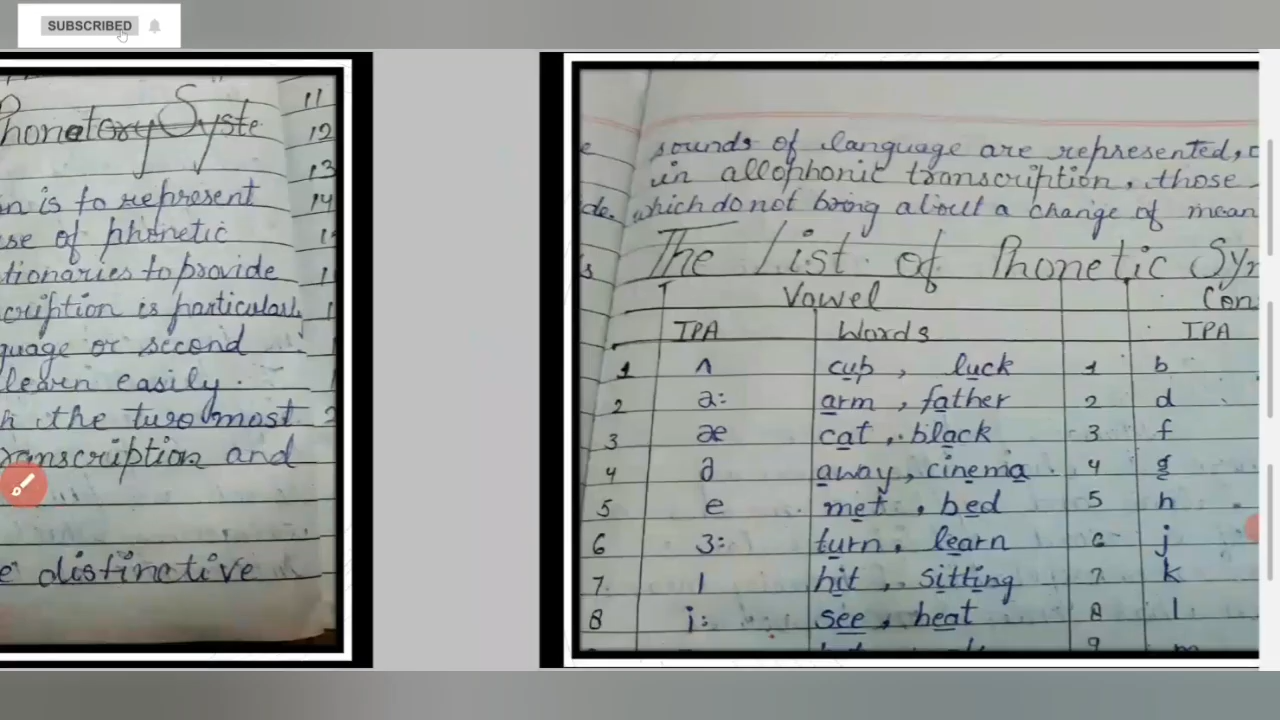 SUBSCRIBED
Phonatory Syste
n is to represent
se of phonetic
tionaries to provide
cription is particularl
guage or second
learn easily.
h the two most
ranscription and
e distinctive
11
12
13
14
sounds of language are represented,
in allophonic transcription, those
de. which do not bring about a change of mean
The List of Phonetic Sy
Vowel Con
IPA Words IPA
1 ʌ cup, luck 1 b
2 a: arm, father 2 d
3 æ cat, black 3 f
4 ə away, cinema 4 g
5 e met, bed 5 h
6 3: turn, learn 6 j
7. I hit, sitting 7 k
8 i: see, heat 8 l
9 m